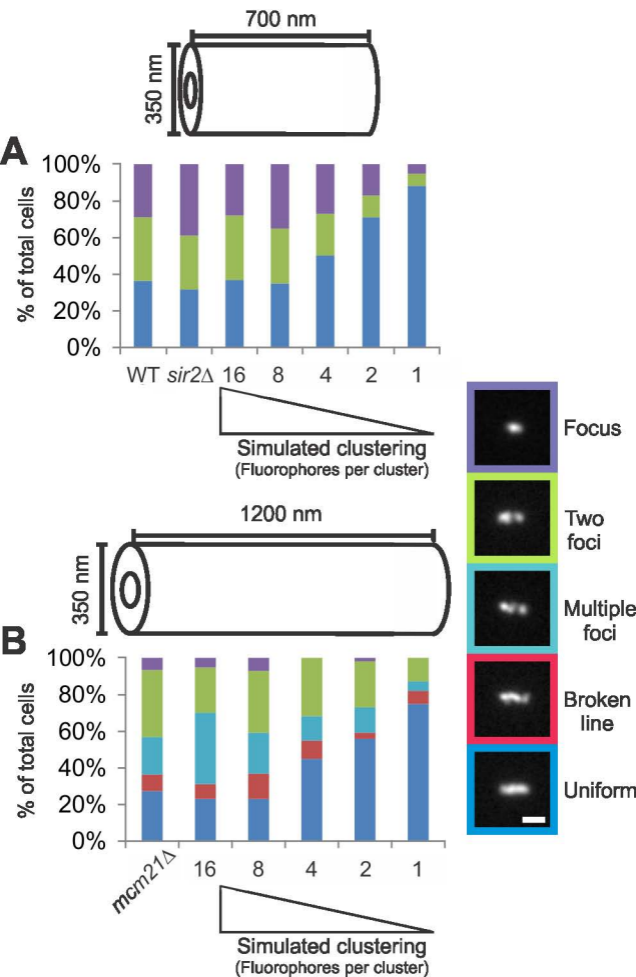 700 nm
350 nm
A
% of total cells
100%
80%
60%
40%
20%
0%
WT sir2Δ 16 8 4 2 1
Simulated clustering
(Fluorophores per cluster)
1200 nm
350 nm
B
% of total cells
100%
80%
60%
40%
20%
0%
mcm21Δ 16 8 4 2 1
Simulated clustering
(Fluorophores per cluster)
Focus
Two
foci
Multiple
foci
Broken
line
Uniform